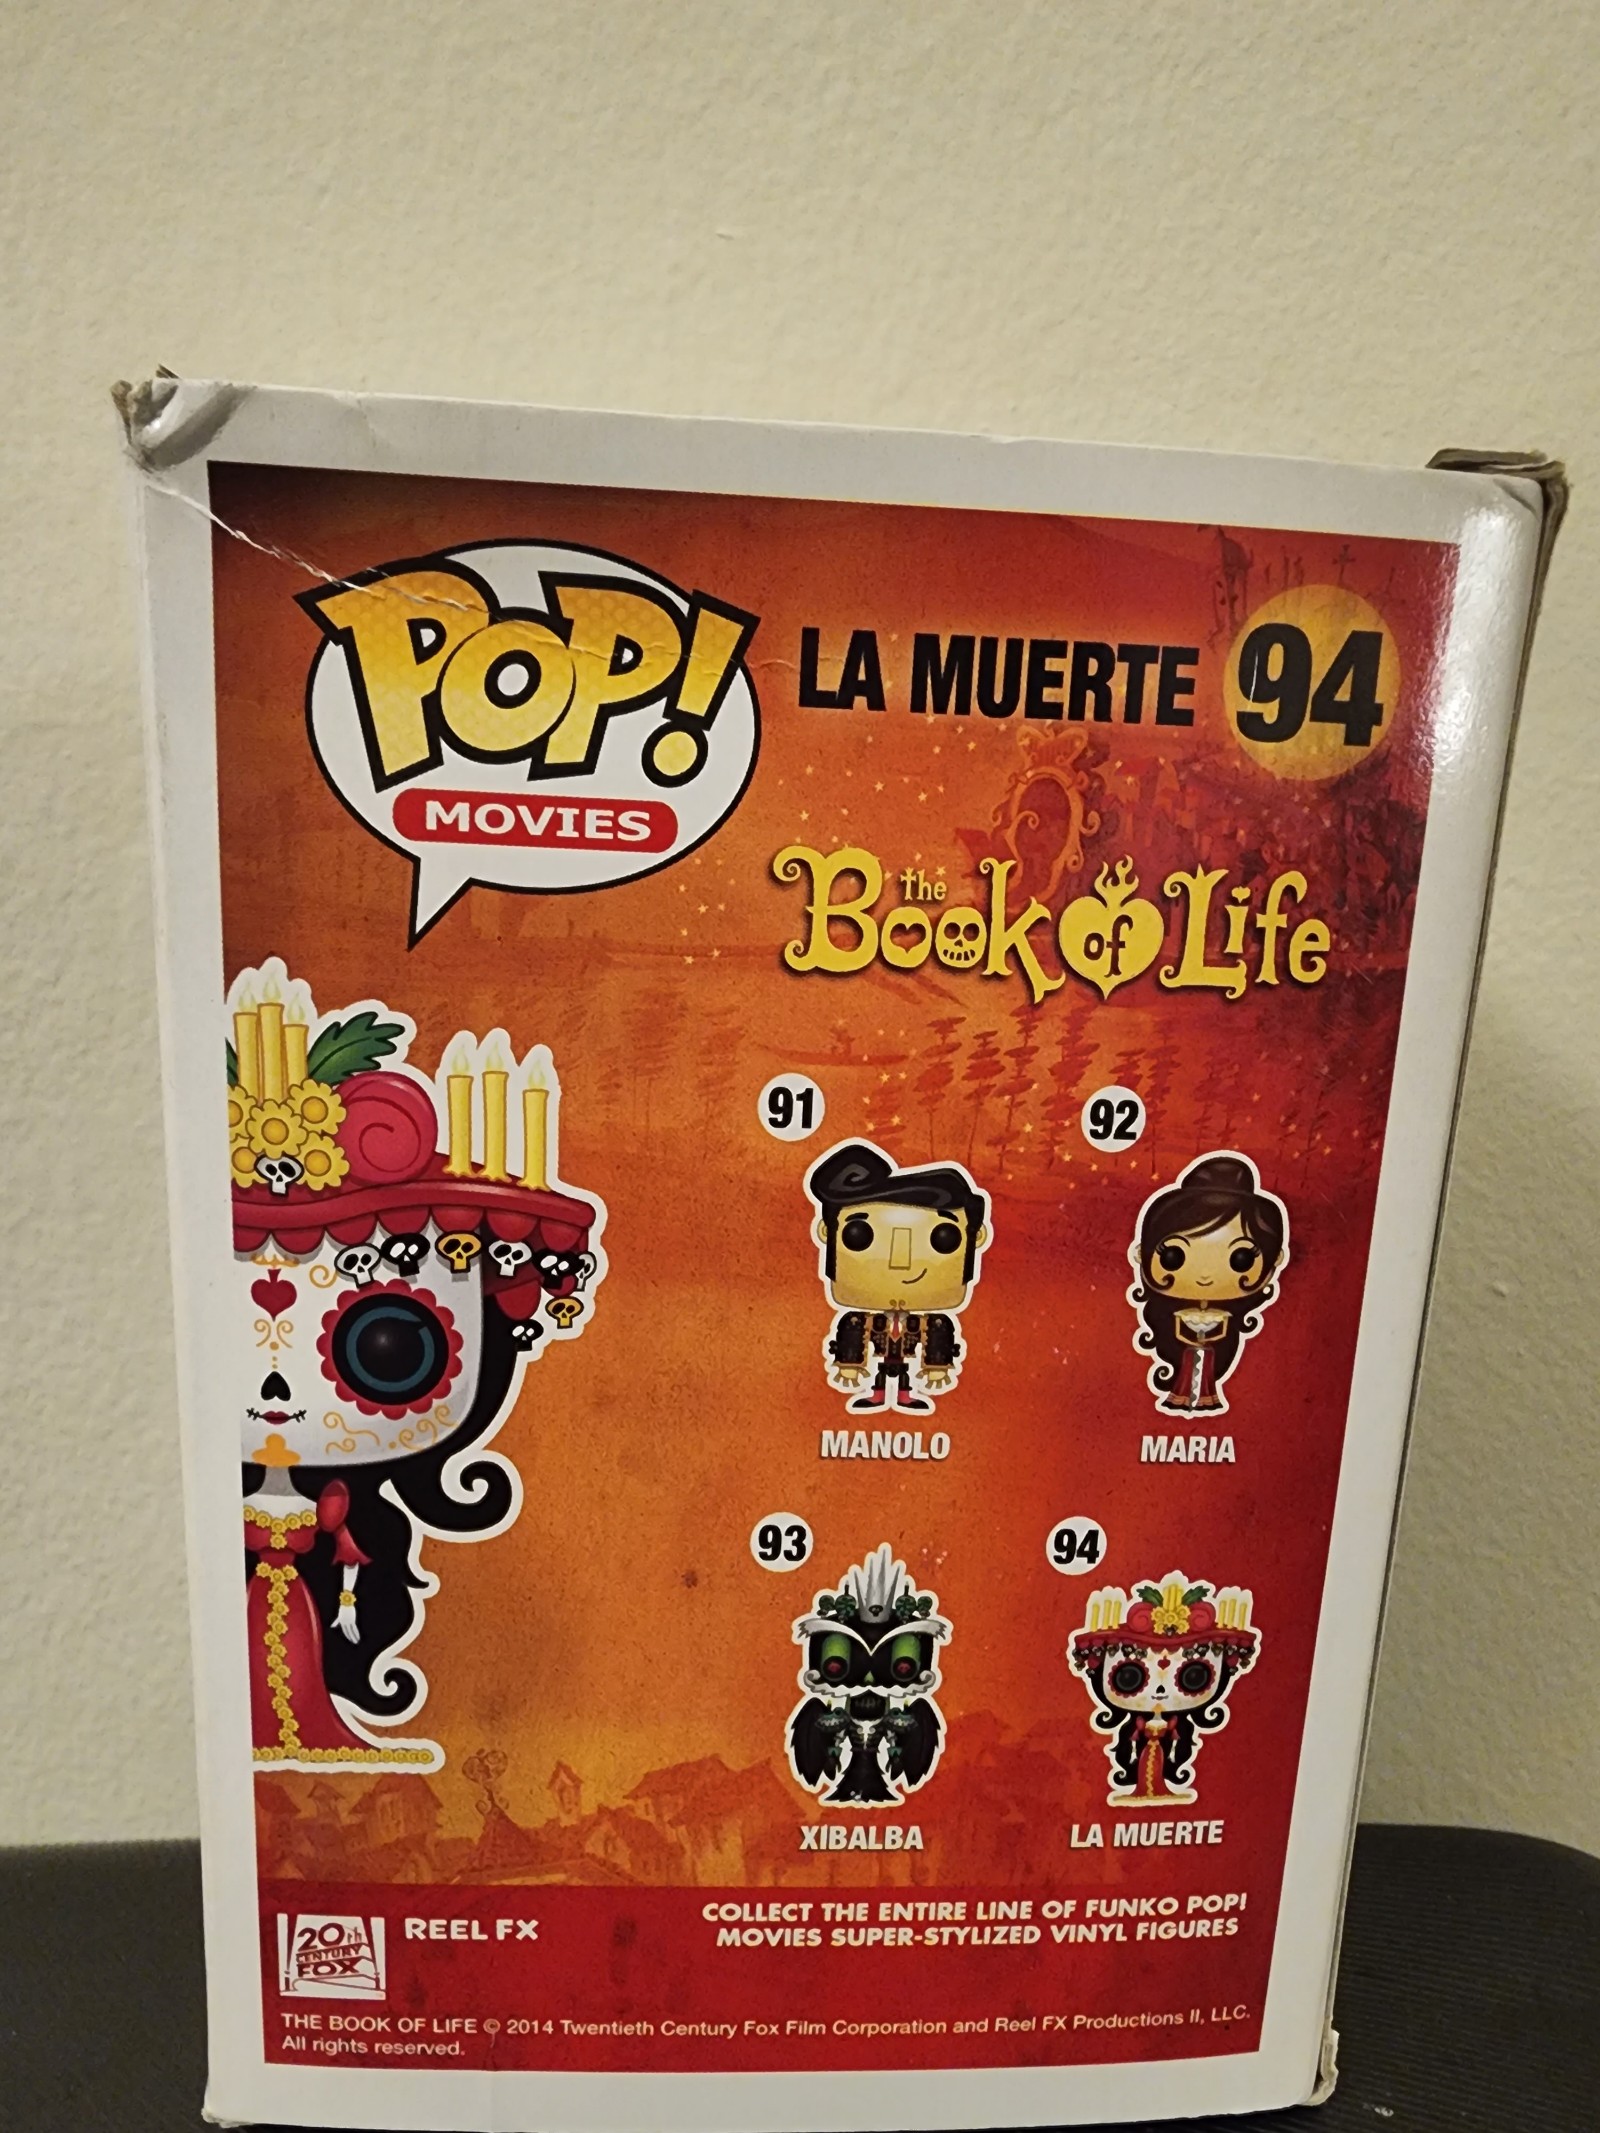 POP!
MOVIES
LA MUERTE 94
the
Book of Life
91
92
MANOLO
MARIA
93
94
XIBALBA
LA MUERTE
20th
CENTURY
FOX
REEL FX
COLLECT THE ENTIRE LINE OF FUNKO POP!
MOVIES SUPER-STYLIZED VINYL FIGURES
THE BOOK OF LIFE © 2014 Twentieth Century Fox Film Corporation and Reel FX Productions II, LLC.
All rights reserved.